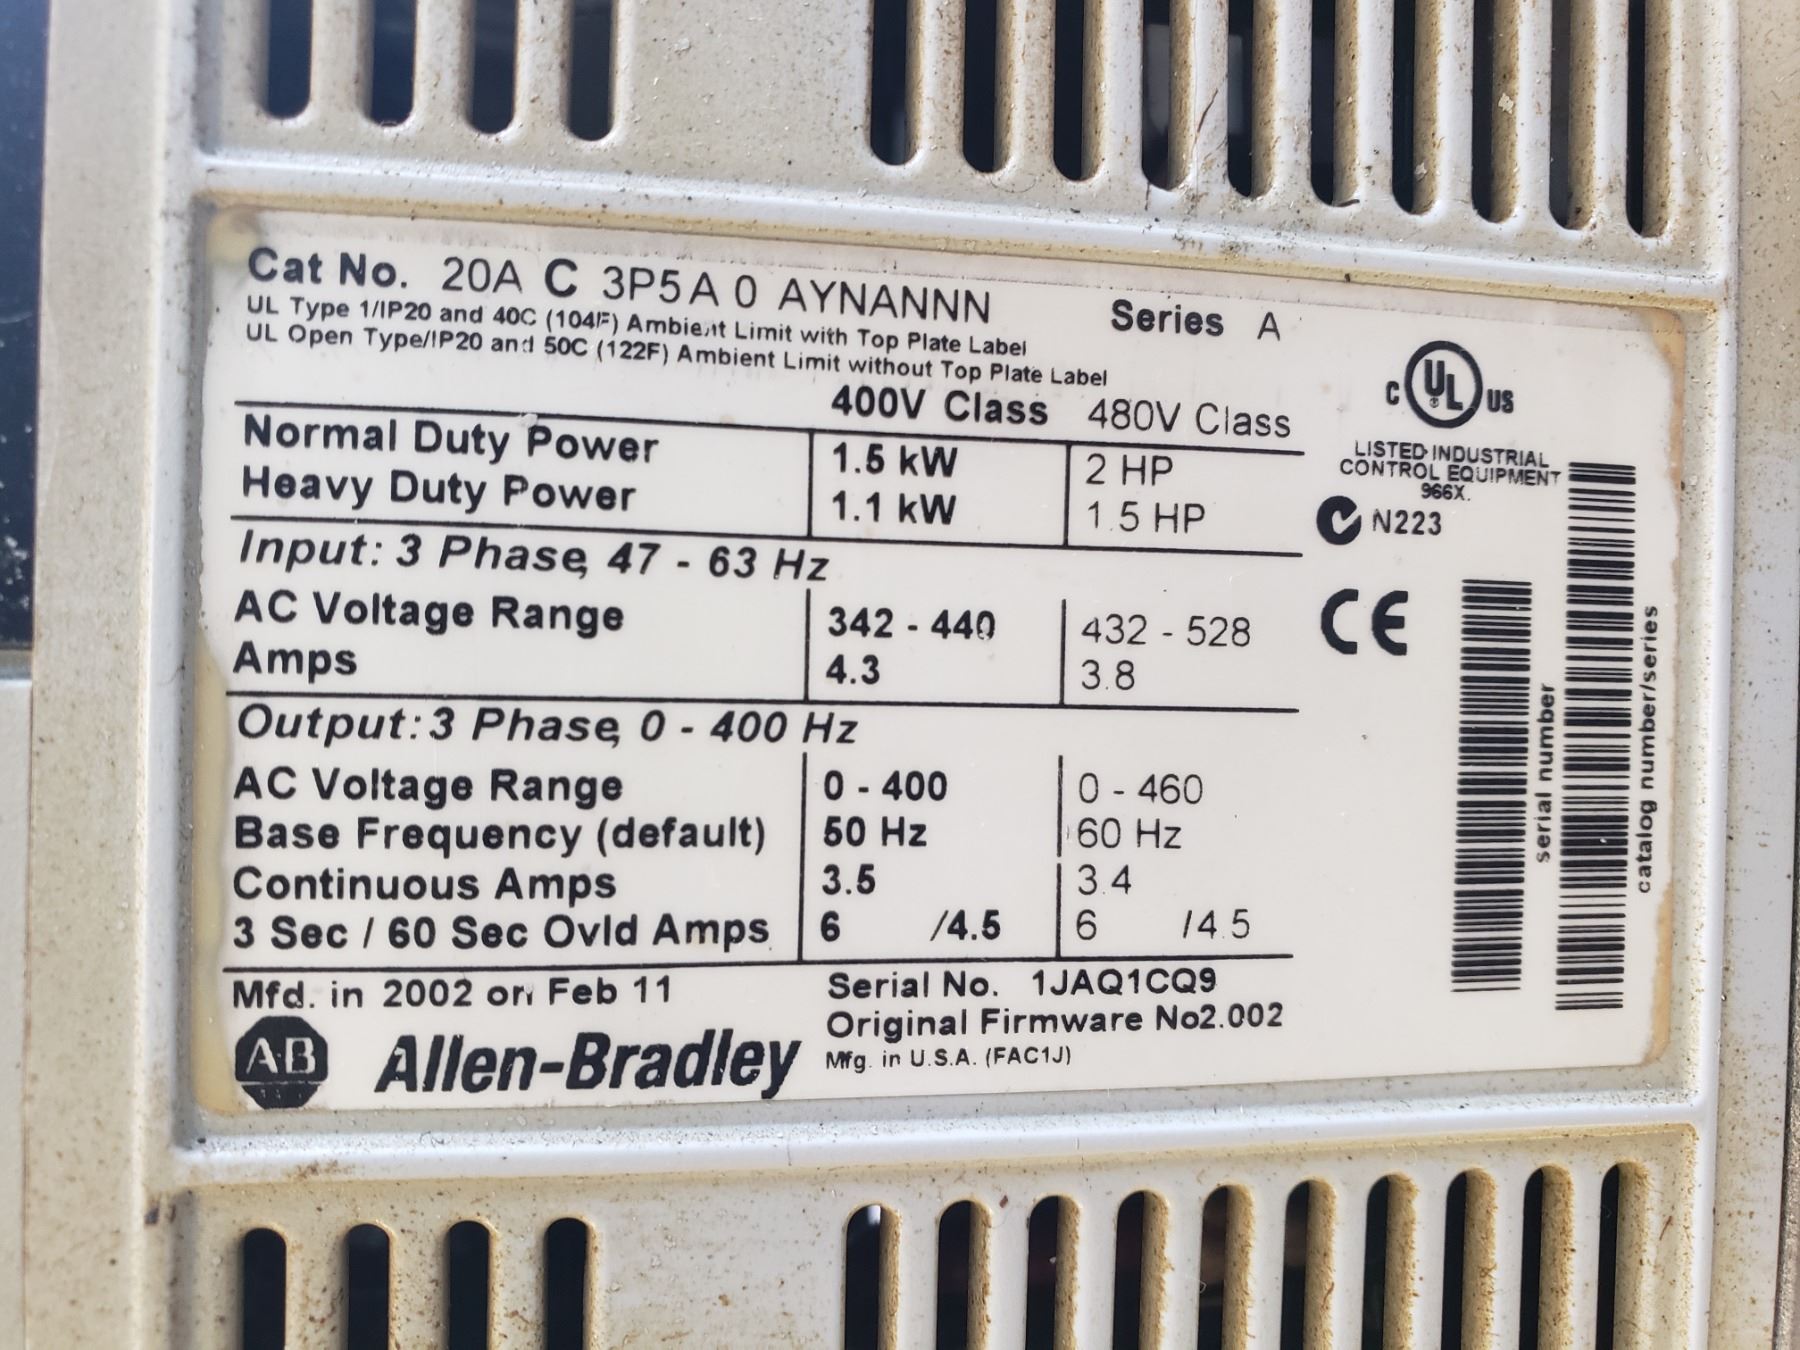 Cat No. 20A C 3P5A 0 AYNANNN Series A
UL Type 1/IP20 and 40C (104F) Ambient Limit with Top Plate Label
UL Open Type/IP20 and 50C (122F) Ambient Limit without Top Plate Label
400V Class 480V Class
Normal Duty Power 1.5 kW 2 HP
Heavy Duty Power 1.1 kW 1.5 HP
Input: 3 Phase, 47 - 63 Hz
AC Voltage Range 342 - 440 432 - 528
Amps 4.3 3.8
Output: 3 Phase, 0 - 400 Hz
AC Voltage Range 0 - 400 0 - 460
Base Frequency (default) 50 Hz 60 Hz
Continuous Amps 3.5 3.4
3 Sec / 60 Sec Ovld Amps 6 /4.5 6 /4.5
Mfd. in 2002 on Feb 11
Serial No. 1JAQ1CQ9
Original Firmware No2.002
Mfg. in U.S.A. (FAC1J)
A·B Allen-Bradley
C UL ® US
LISTED INDUSTRIAL
CONTROL EQUIPMENT
966X.
N223
CE
serial number
catalog number/series